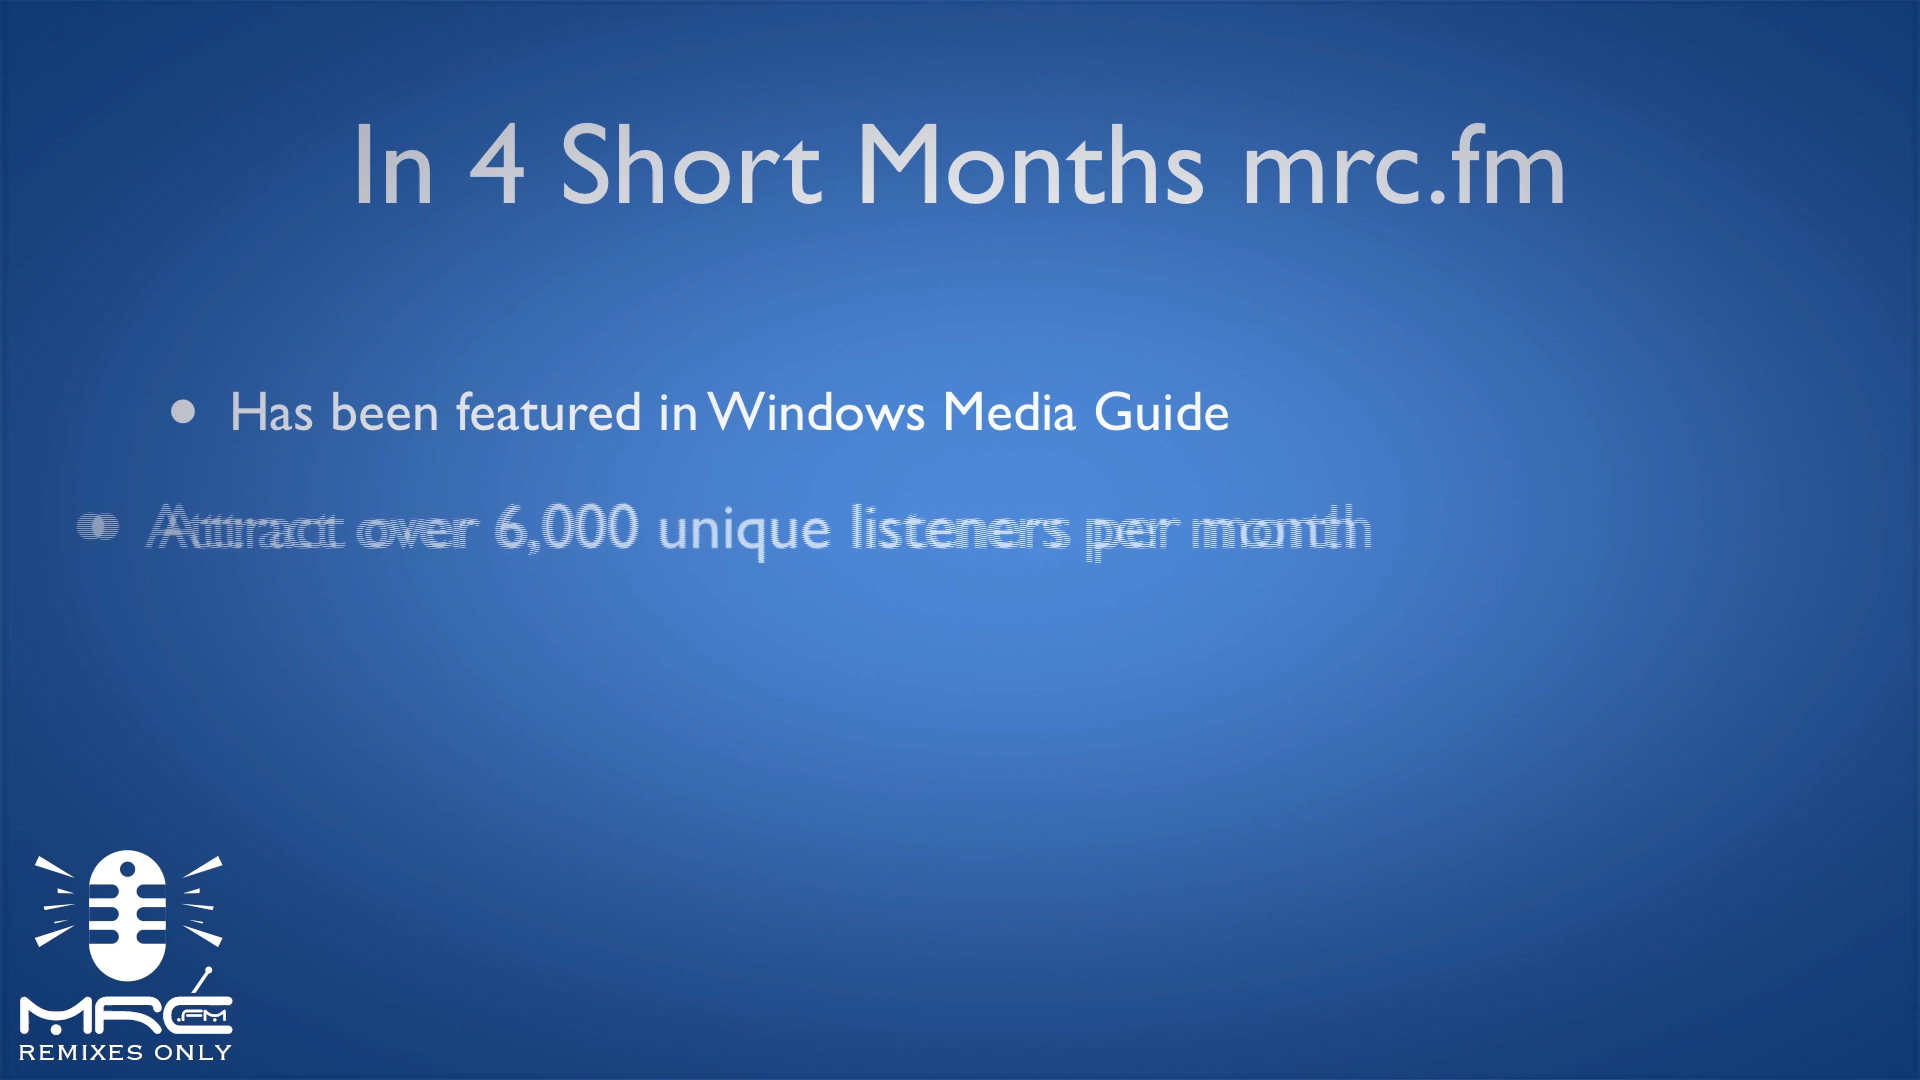 In 4 Short Months mrc.fm
• Has been featured in Windows Media Guide
• Attract over 6,000 unique listeners per month
MRC.FM
REMIXES ONLY